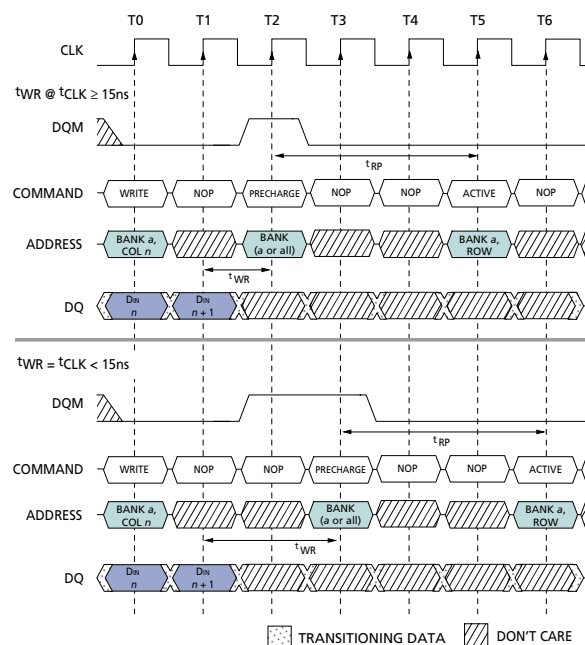 T0 T1 T2 T3 T4 T5 T6
CLK
tWR @ tCLK ≥ 15ns
DQM
tRP
COMMAND WRITE NOP PRECHARGE NOP NOP ACTIVE NOP
ADDRESS BANK a, COL n BANK (a or all) BANK a, ROW
tWR
DQ DIN n DIN n + 1
tWR = tCLK < 15ns
DQM
tRP
COMMAND WRITE NOP NOP PRECHARGE NOP NOP ACTIVE
ADDRESS BANK a, COL n BANK (a or all) BANK a, ROW
tWR
DQ DIN n DIN n + 1
TRANSITIONING DATA DON'T CARE